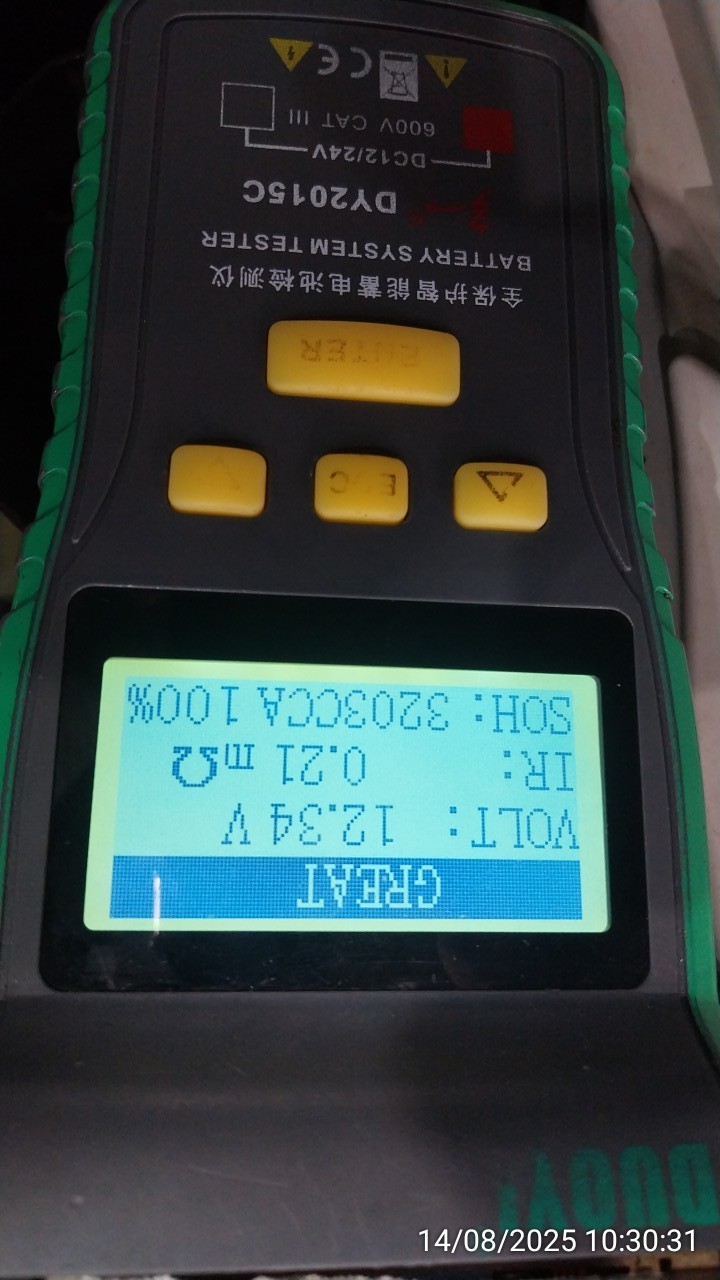 GREAT
VOLT: 12.34 V
IR: 0.21 mΩ
SOH: 3203CCA 100%
ESC
ENTER
全保护智能蓄电池检测仪
BATTERY SYSTEM TESTER
DY2015C
DC12/24V
600V CAT III
CE
14/08/2025 10:30:31